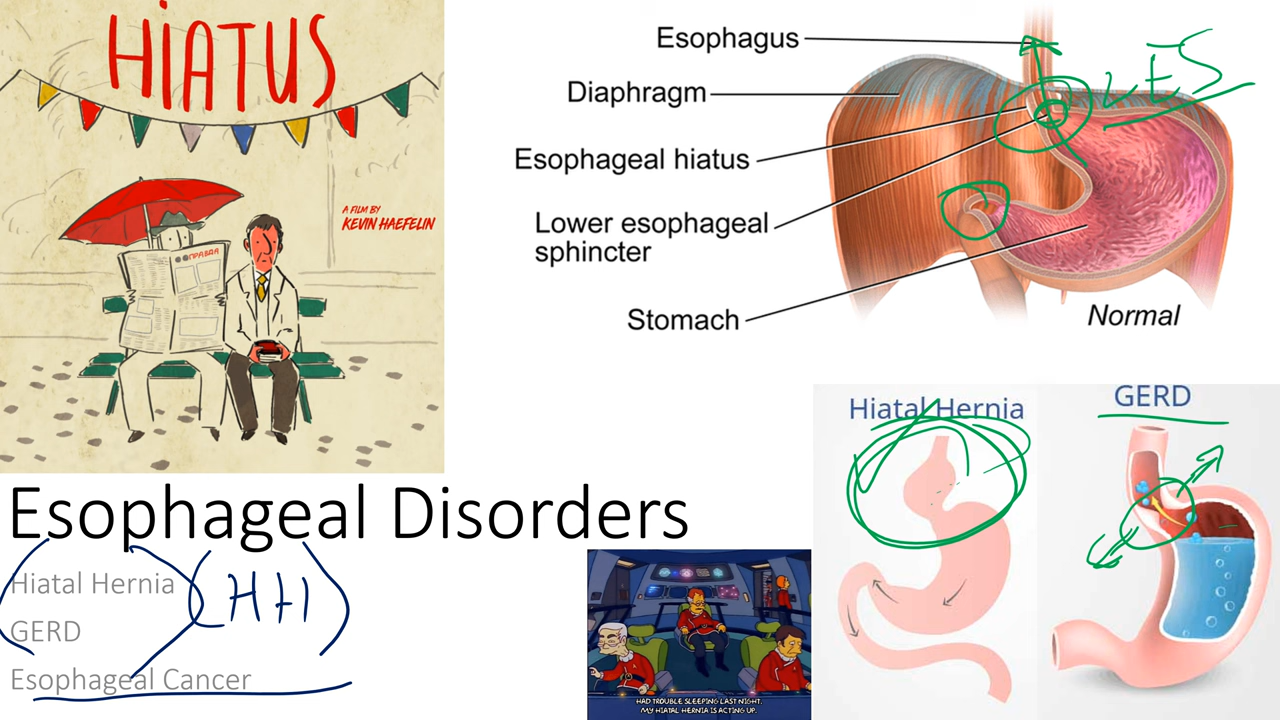 HiATUS
A FILM BY
KEVIN HAEFELIN
ПРАВДА
Esophagus
Diaphragm
Esophageal hiatus
Lower esophageal
sphincter
Stomach
Normal
LES
Hiatal Hernia
GERD
Esophageal Disorders
Hiatal Hernia
GERD
Esophageal Cancer
HAD TROUBLE SLEEPING LAST NIGHT.
MY HIATAL HERNIA IS ACTING UP.